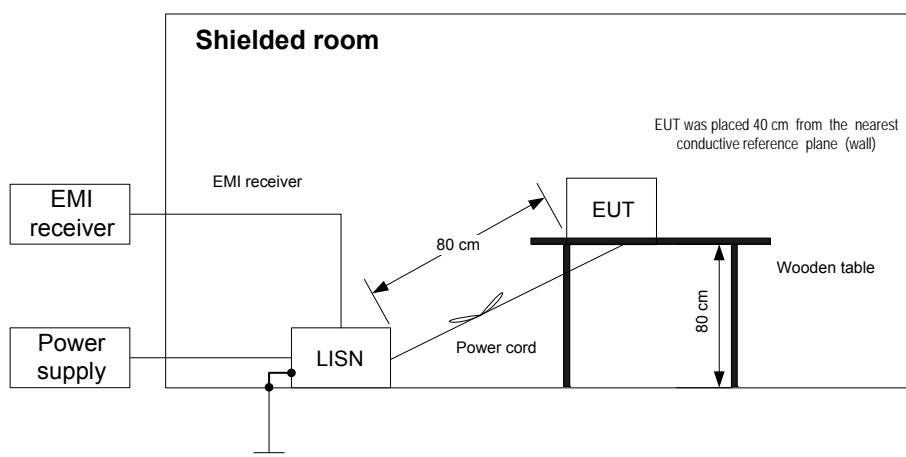 Shielded room
EUT was placed 40 cm from the nearest
conductive reference plane (wall)
EMI receiver
EMI
receiver
EUT
80 cm
Wooden table
80 cm
Power
supply
LISN
Power cord